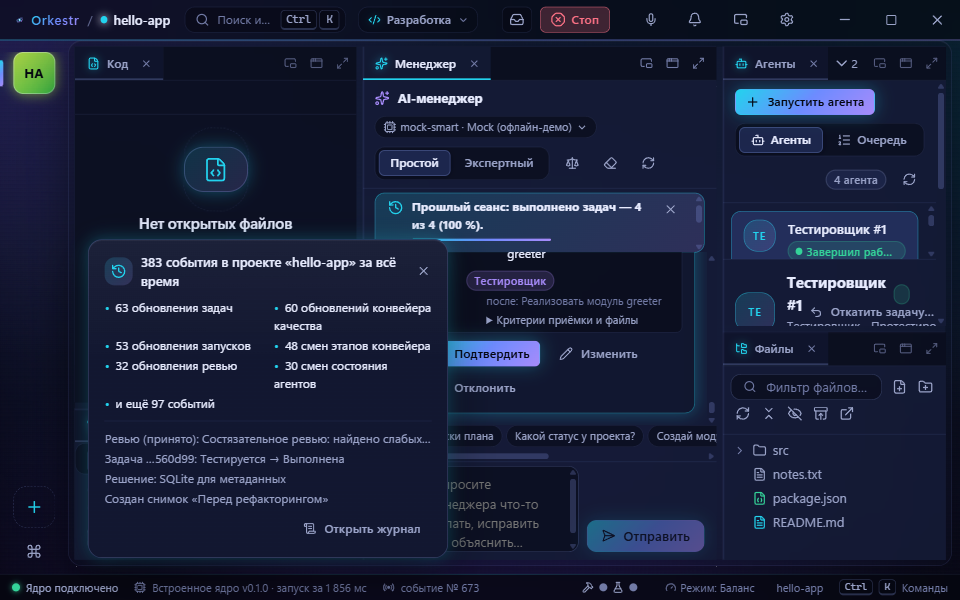 Orkestr / hello-app
Поиск и... Ctrl K
Разработка
Стоп
HA
Код
Менеджер
Агенты
2
Нет открытых файлов
AI-менеджер
mock-smart · Mock (офлайн-демо)
Простой Экспертный
Прошлый сеанс: выполнено задач — 4
из 4 (100 %).
greeter
Тестировщик
после: Реализовать модуль greeter
Критерии приёмки и файлы
Подтвердить Изменить
Отклонить
ки плана Какой статус у проекта? Создай мод
Отправить
383 события в проекте «hello-app» за всё
время
• 63 обновления задач
• 60 обновлений конвейера
качества
• 53 обновления запусков
• 48 смен этапов конвейера
• 32 обновления ревью
• 30 смен состояния
агентов
• и ещё 97 событий
Ревью (принято): Состязательное ревью: найдено слабых...
Задача ...560d99: Тестируется → Выполнена
Решение: SQLite для метаданных
Создан снимок «Перед рефакторингом»
Открыть журнал
Запустить агента
Агенты Очередь
4 агента
TE
Тестировщик #1
Завершил раб...
TE
Тестировщик
#1
Откатить задачу...
Файлы
Фильтр файлов...
src
notes.txt
package.json
README.md
Ядро подключено
Встроенное ядро v0.1.0 · запуск за 1 856 мс
событие № 673
Режим: Баланс
hello-app
Ctrl K Команды